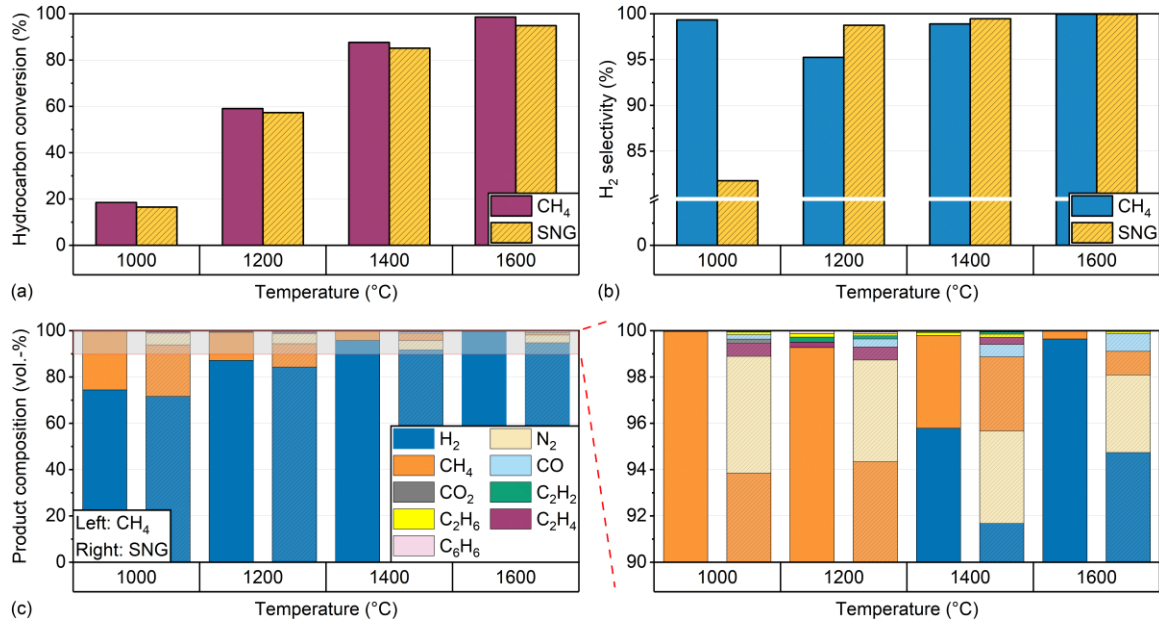 Hydrocarbon conversion (%)
100
80
60
40
20
0
CH4
SNG
1000 1200 1400 1600
(a)
Temperature (°C)
H2 selectivity (%)
100
95
90
85
0
CH4
SNG
1000 1200 1400 1600
(b)
Temperature (°C)
Product composition (vol.-%)
100
80
60
40
20
0
Left: CH4
Right: SNG
H2 N2
CH4 CO
CO2 C2H2
C2H6 C2H4
C6H6
1000 1200 1400 1600
(c)
Temperature (°C)
100
98
96
94
92
90
1000 1200 1400 1600
Temperature (°C)